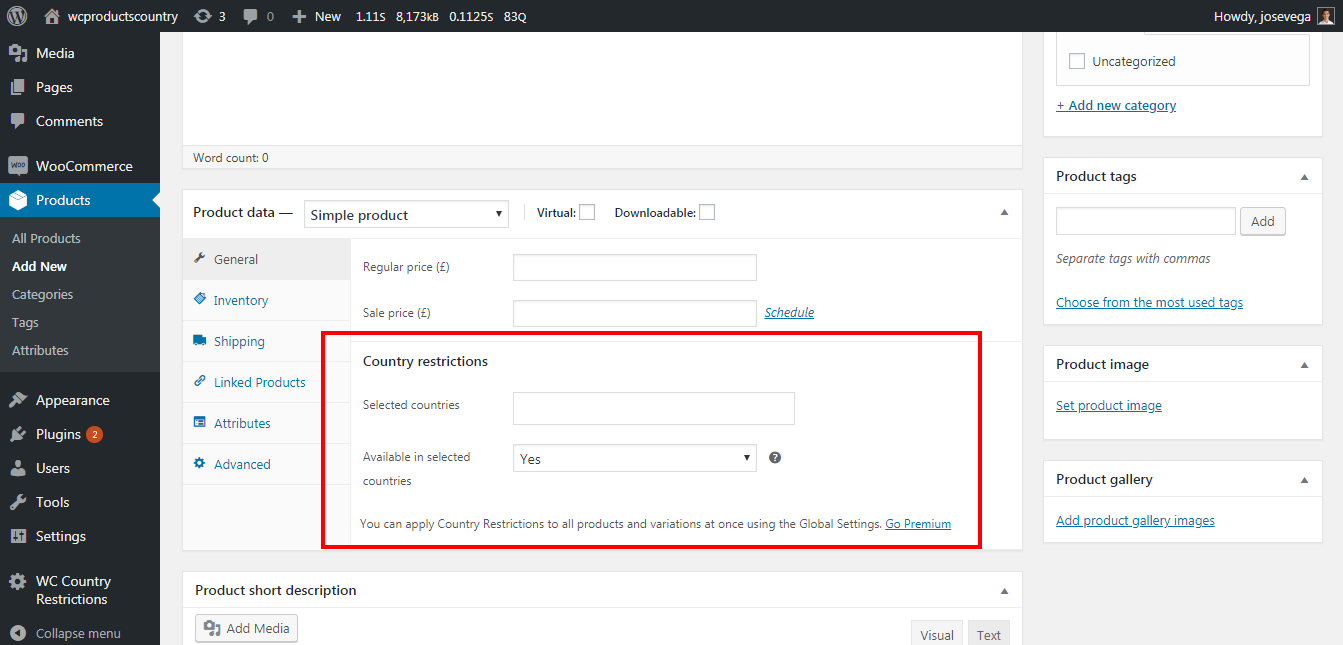 wcproductscountry 3 0 New 1.11S 8,173KB 0.1125S 83Q Howdy, josevega
Media
Pages
Comments
WOO WooCommerce
Products
All Products
Add New
Categories
Tags
Attributes
Appearance
Plugins 2
Users
Tools
Settings
WC Country
Restrictions
Collapse menu
Word count: 0
Product data — Simple product Virtual: Downloadable:
General
Inventory
Shipping
Linked Products
Attributes
Advanced
Regular price (£)
Sale price (£) Schedule
Country restrictions
Selected countries
Available in selected
countries
Yes ?
You can apply Country Restrictions to all products and variations at once using the Global Settings. Go Premium
Product short description
Add Media
Visual Text
Uncategorized
+ Add new category
Product tags
Add
Separate tags with commas
Choose from the most used tags
Product image
Set product image
Product gallery
Add product gallery images